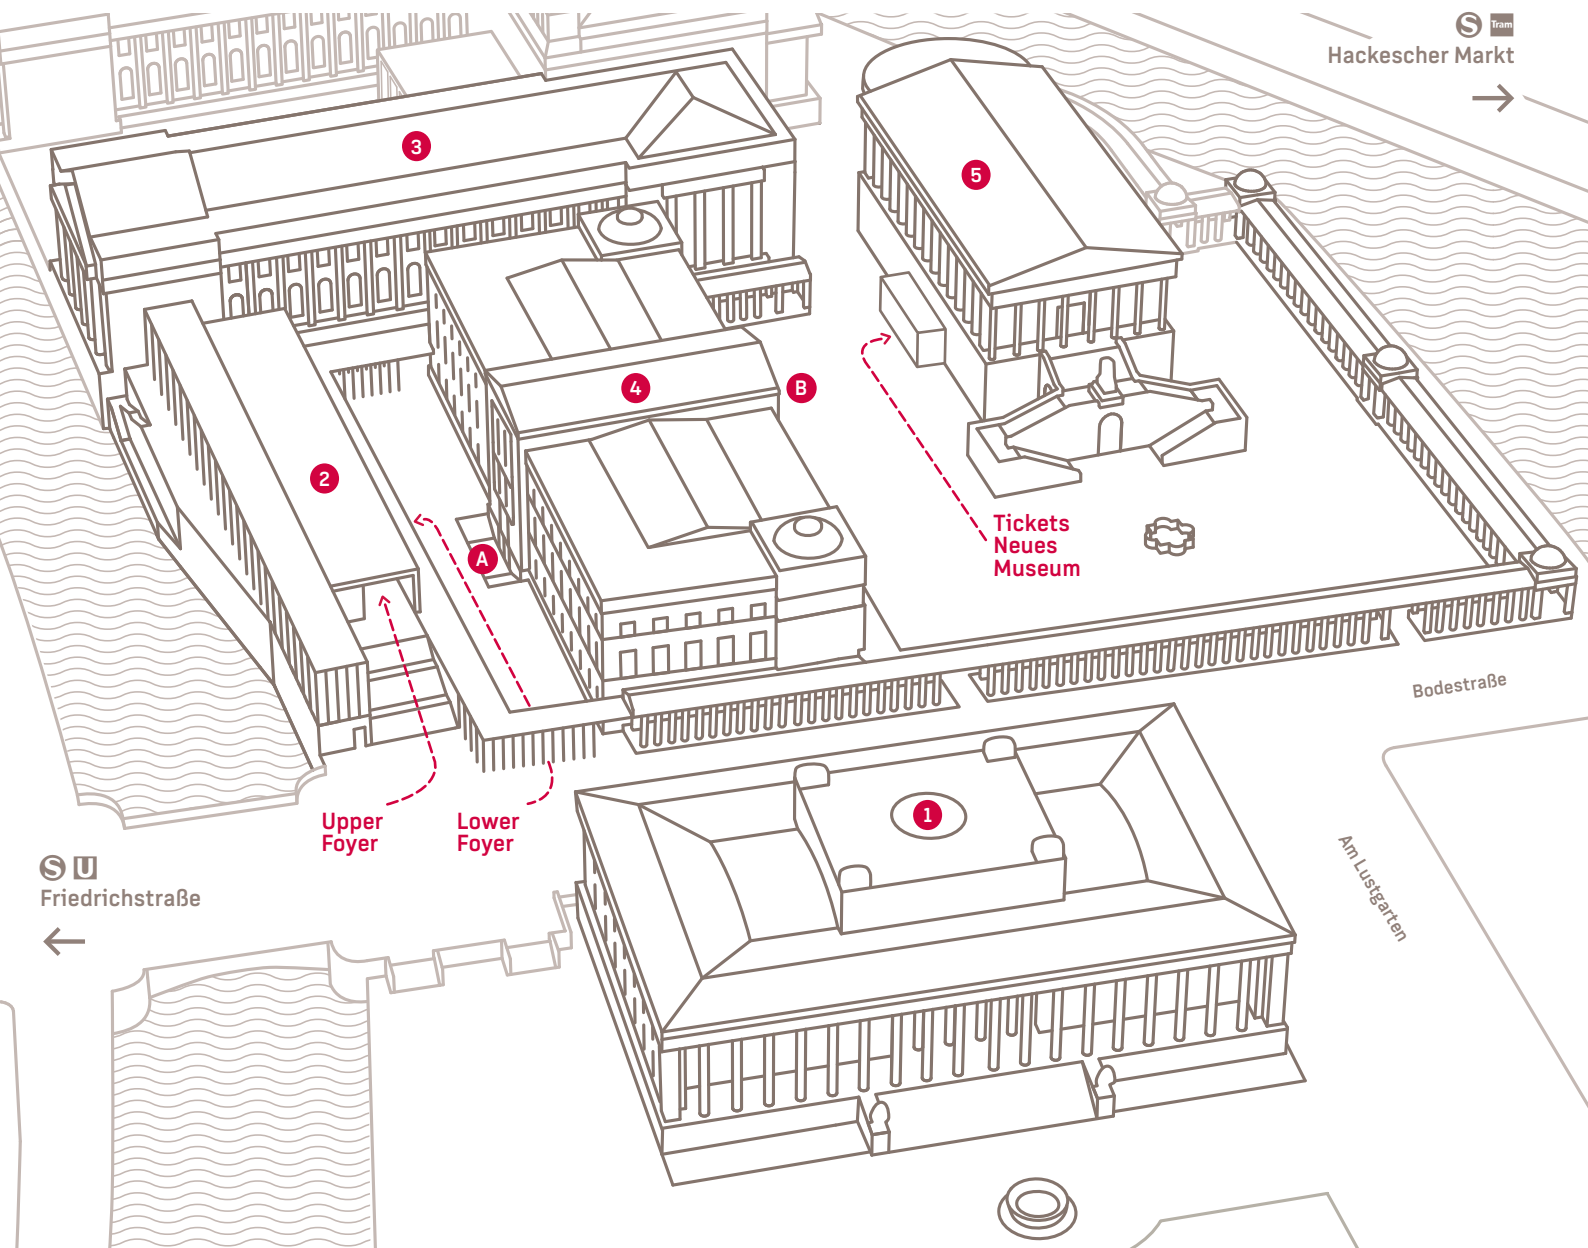 S Tram
Hackescher Markt
3
5
4
B
2
Tickets
Neues
Museum
A
Bodestraße
Upper
Foyer
Lower
Foyer
1
Am Lustgarten
S U
Friedrichstraße